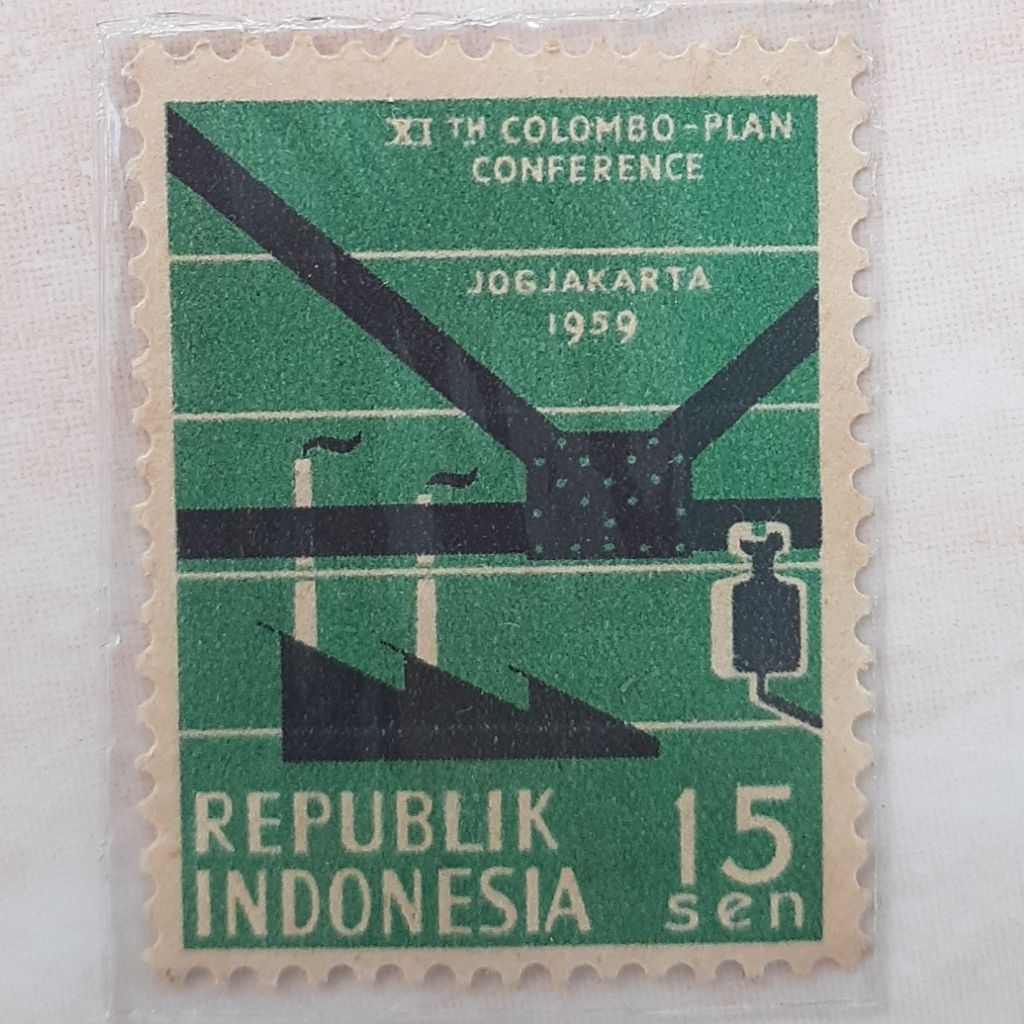 XI TH COLOMBO-PLAN
CONFERENCE
JOGJAKARTA
1959
REPUBLIK
INDONESIA
15
sen